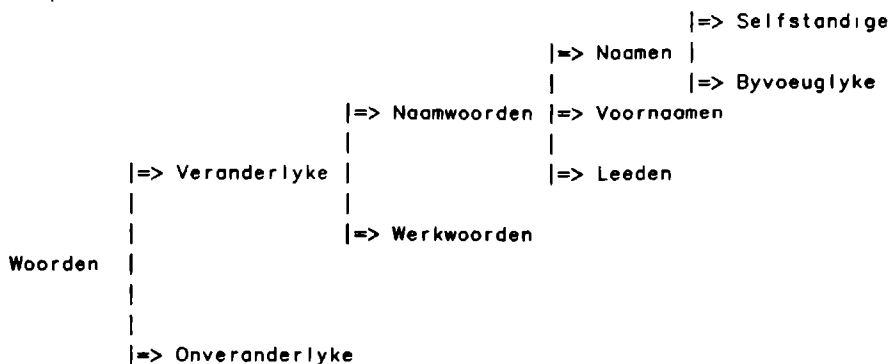 |=> Selfstandige
|=> Naamen |
| |=> Byvoeuglyke
|=> Naamwoorden |=> Voornaamen
| |
|=> Veranderlyke | |=> Leeden
| |
| |=> Werkwoorden
Woorden |
|
|=> Onveranderlyke